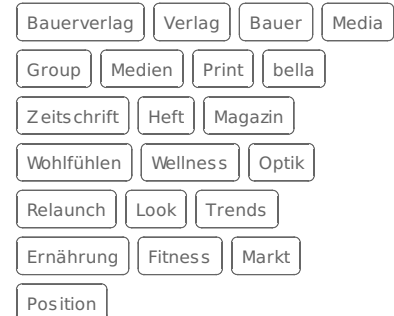 Bauerverlag Verlag Bauer Media
Group Medien Print bella
Zeitschrift Heft Magazin
Wohlfühlen Wellness Optik
Relaunch Look Trends
Ernährung Fitness Markt
Position